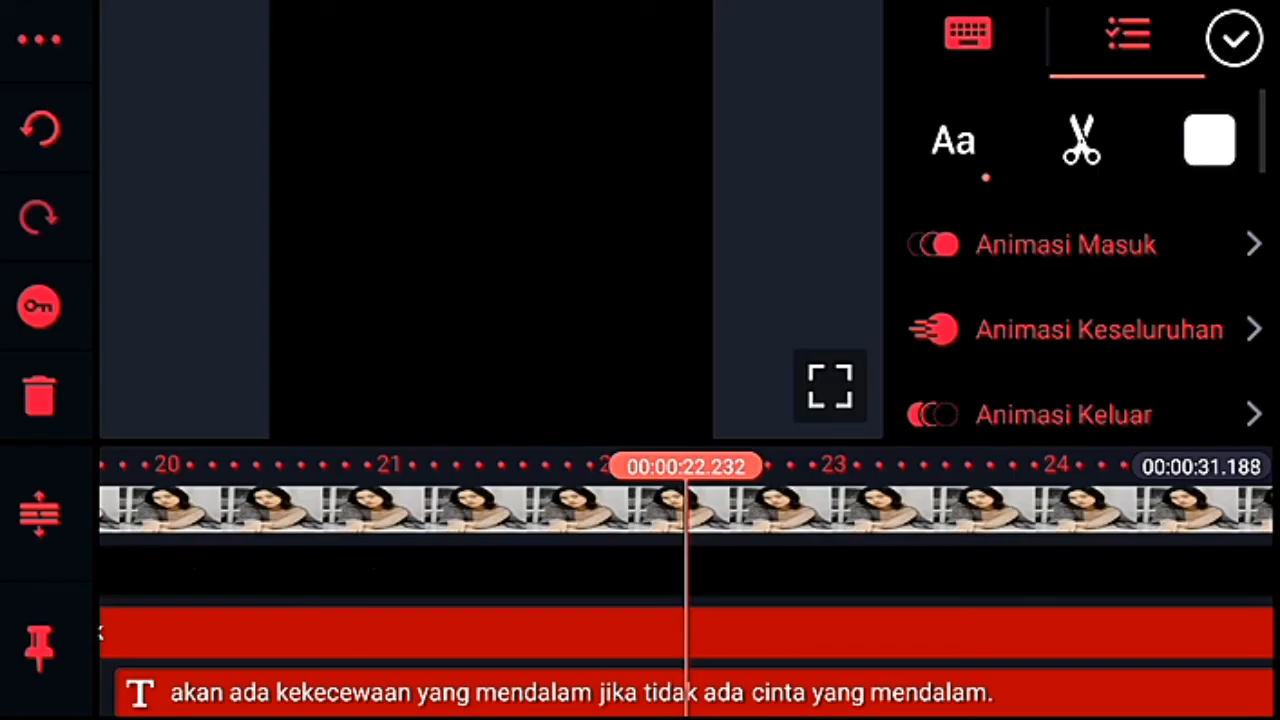 Aa
Animasi Masuk
Animasi Keseluruhan
Animasi Keluar
20 21 00:00:22.232 23 24 00:00:31.188
T akan ada kekecewaan yang mendalam jika tidak ada cinta yang mendalam.